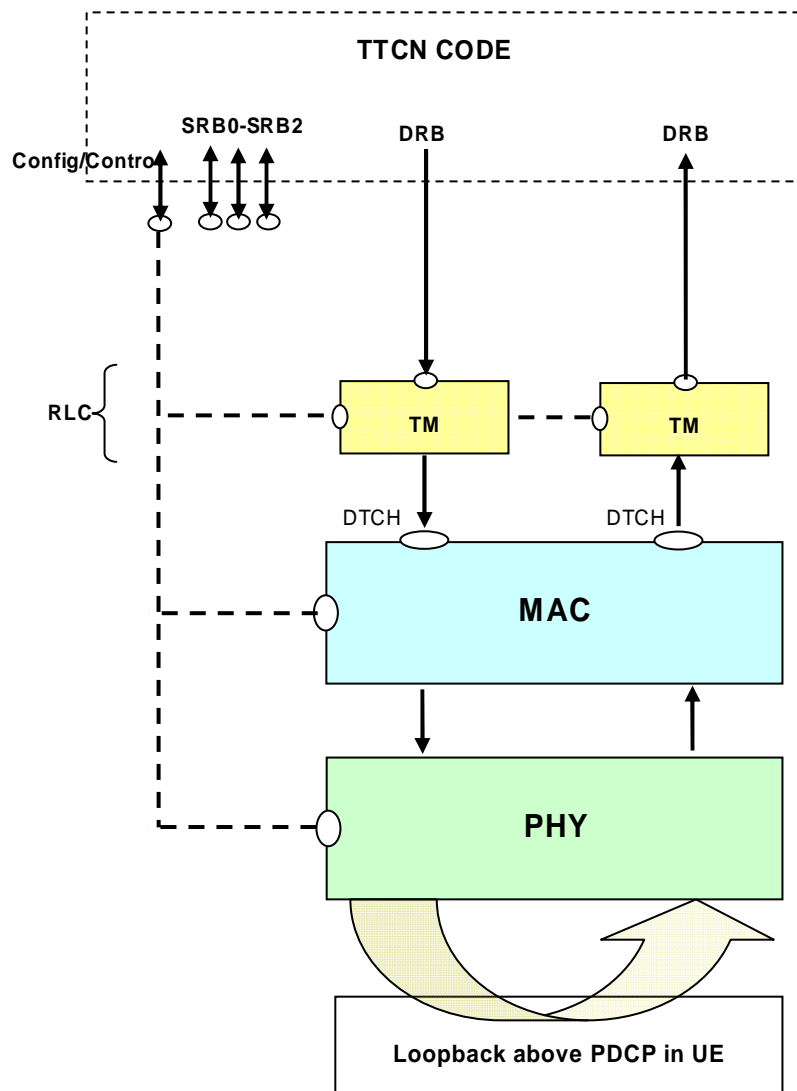 TTCN CODE
SRB0-SRB2
DRB
DRB
Config/Contro
RLC
TM
TM
DTCH
DTCH
MAC
PHY
Loopback above PDCP in UE